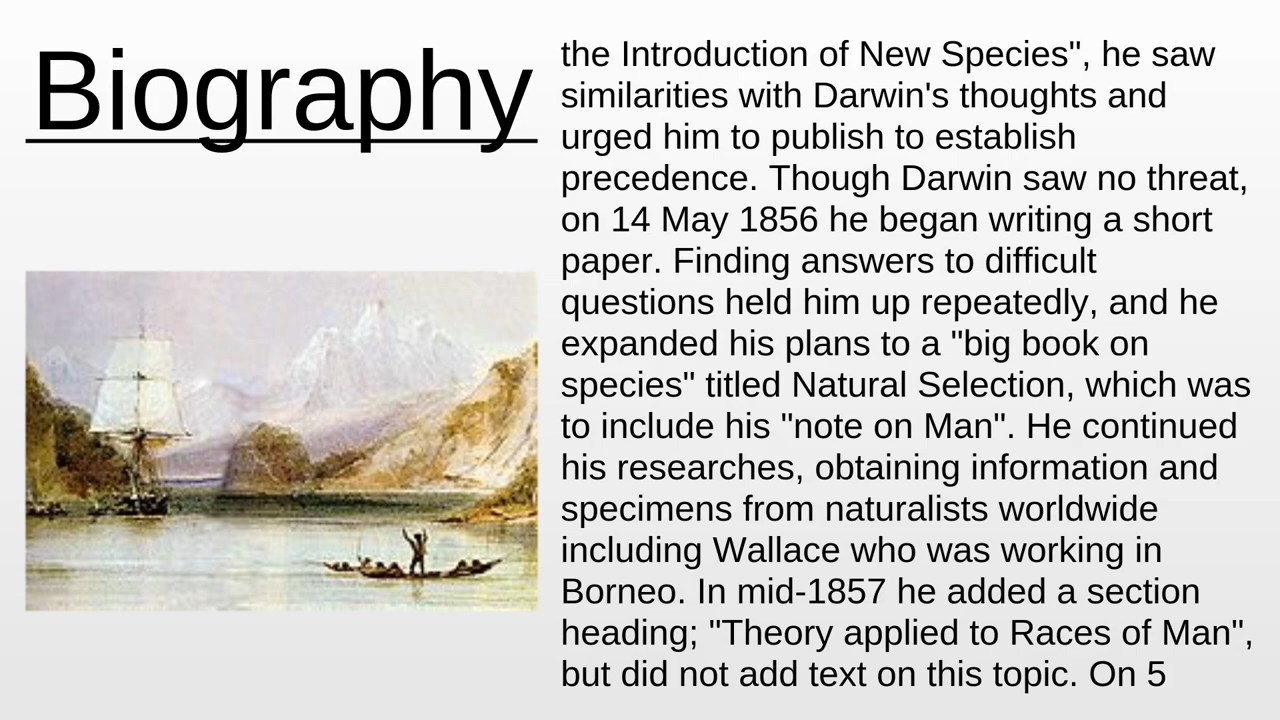 Biography
the Introduction of New Species", he saw
similarities with Darwin's thoughts and
urged him to publish to establish
precedence. Though Darwin saw no threat,
on 14 May 1856 he began writing a short
paper. Finding answers to difficult
questions held him up repeatedly, and he
expanded his plans to a "big book on
species" titled Natural Selection, which was
to include his "note on Man". He continued
his researches, obtaining information and
specimens from naturalists worldwide
including Wallace who was working in
Borneo. In mid-1857 he added a section
heading; "Theory applied to Races of Man",
but did not add text on this topic. On 5